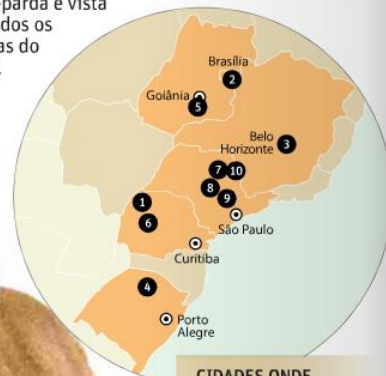 parda é vista
dos os
as do
Brasília
2
Goiânia
5
Belo
Horizonte
3
7
10
8
9
1
6
São Paulo
Curitiba
4
Porto
Alegre
CIDADES ONDE